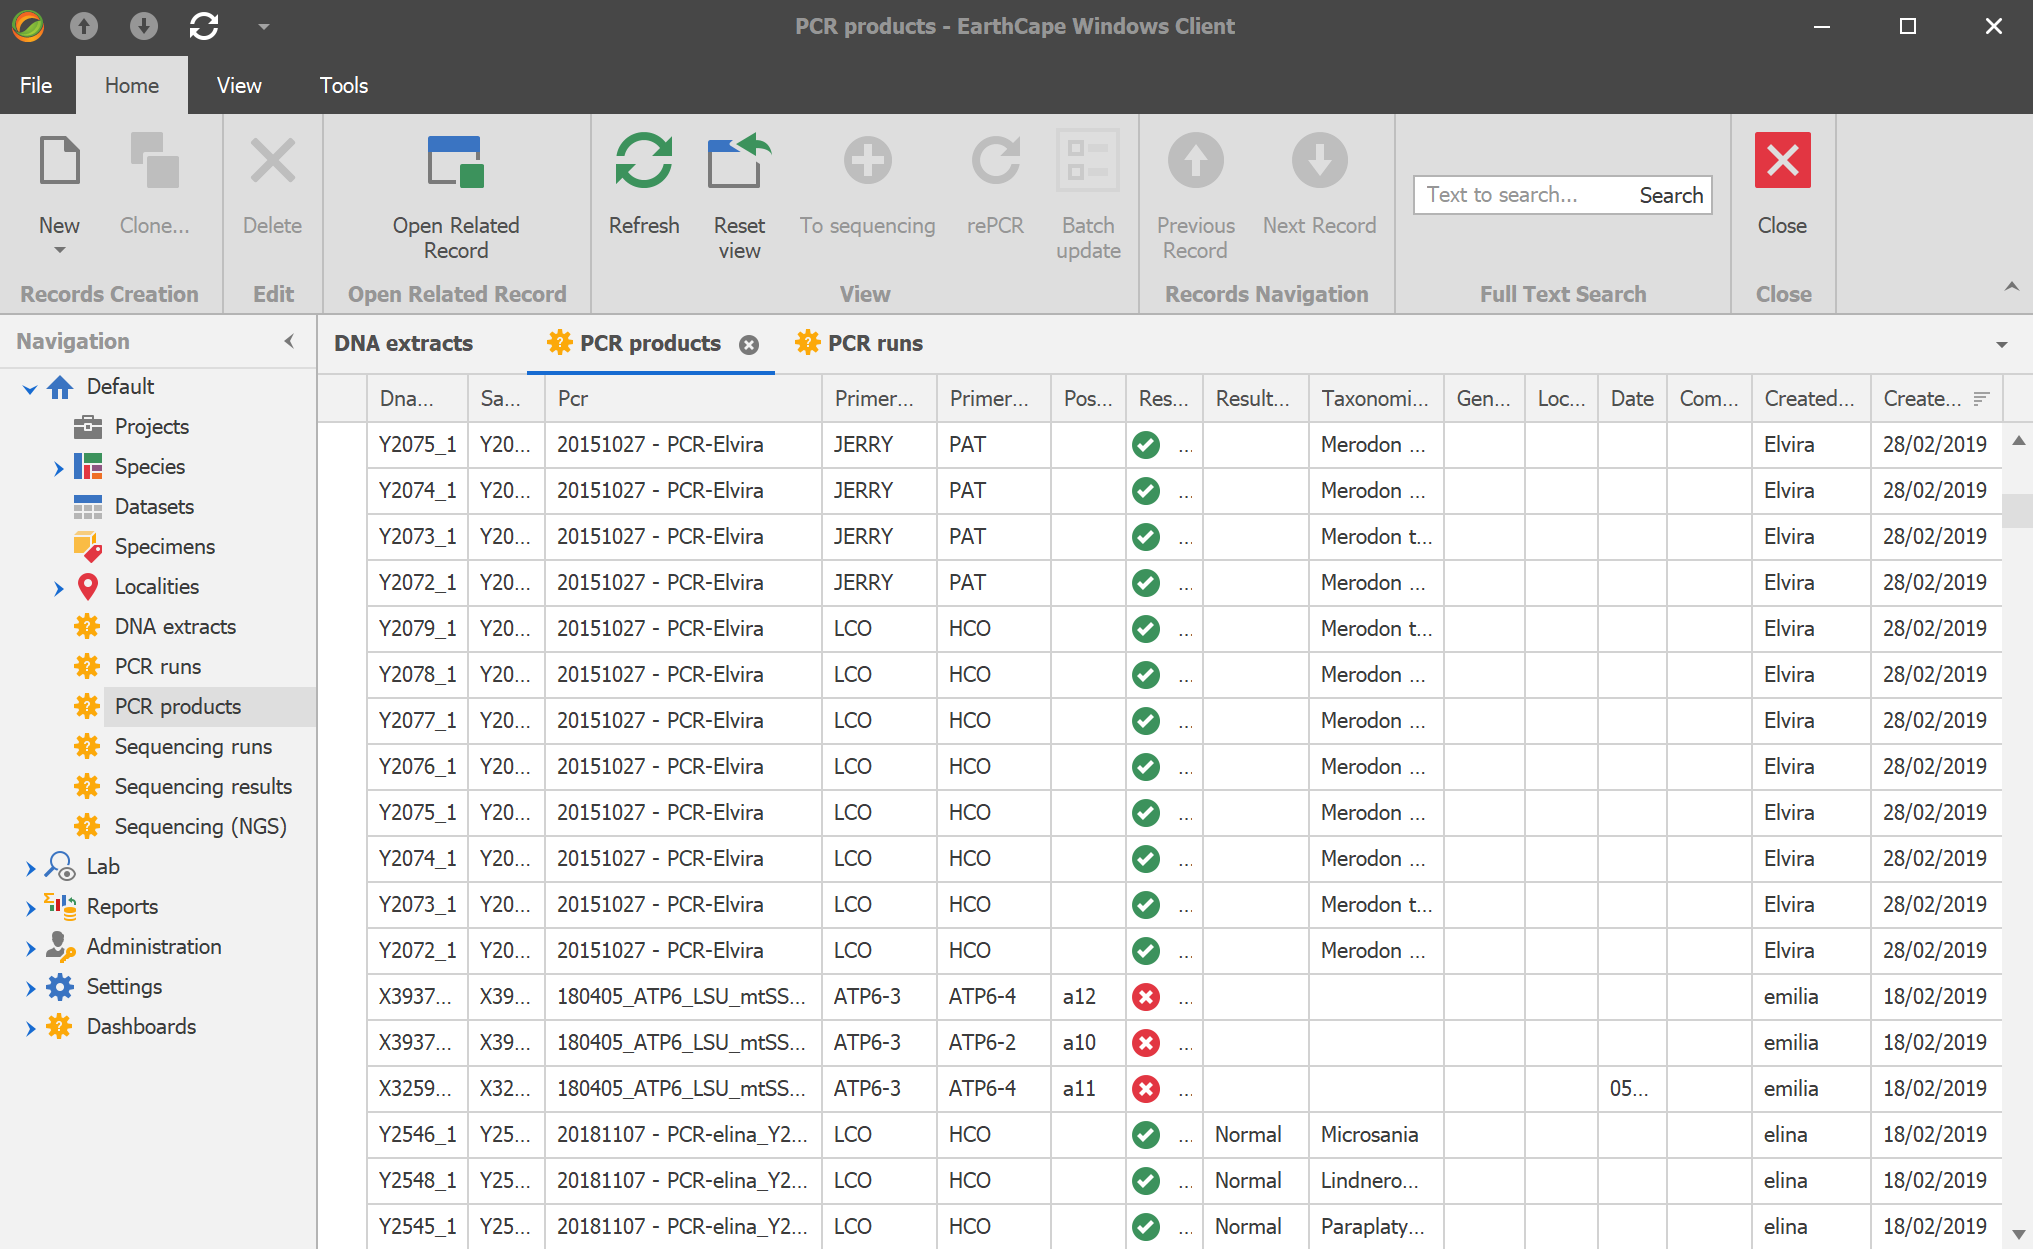 PCR products - EarthCape Windows Client
File Home View Tools
New Clone... Delete Open Related Record Refresh Reset view To sequencing rePCR Batch update Previous Record Next Record Text to search... Search Close
Records Creation Edit Open Related Record View Records Navigation Full Text Search Close
Navigation
Default
Projects
Species
Datasets
Specimens
Localities
DNA extracts
PCR runs
PCR products
Sequencing runs
Sequencing results
Sequencing (NGS)
Lab
Reports
Administration
Settings
Dashboards
DNA extracts PCR products PCR runs
Dna... Sa... Pcr Primer... Primer... Pos... Res... Result... Taxonomi... Gen... Loc... Date Com... Created... Create...
Y2075_1 Y20... 20151027 - PCR-Elvira JERRY PAT ... Merodon ... Elvira 28/02/2019
Y2074_1 Y20... 20151027 - PCR-Elvira JERRY PAT ... Merodon ... Elvira 28/02/2019
Y2073_1 Y20... 20151027 - PCR-Elvira JERRY PAT ... Merodon t... Elvira 28/02/2019
Y2072_1 Y20... 20151027 - PCR-Elvira JERRY PAT ... Merodon ... Elvira 28/02/2019
Y2079_1 Y20... 20151027 - PCR-Elvira LCO HCO ... Merodon t... Elvira 28/02/2019
Y2078_1 Y20... 20151027 - PCR-Elvira LCO HCO ... Merodon ... Elvira 28/02/2019
Y2077_1 Y20... 20151027 - PCR-Elvira LCO HCO ... Merodon ... Elvira 28/02/2019
Y2076_1 Y20... 20151027 - PCR-Elvira LCO HCO ... Merodon ... Elvira 28/02/2019
Y2075_1 Y20... 20151027 - PCR-Elvira LCO HCO ... Merodon ... Elvira 28/02/2019
Y2074_1 Y20... 20151027 - PCR-Elvira LCO HCO ... Merodon ... Elvira 28/02/2019
Y2073_1 Y20... 20151027 - PCR-Elvira LCO HCO ... Merodon t... Elvira 28/02/2019
Y2072_1 Y20... 20151027 - PCR-Elvira LCO HCO ... Merodon ... Elvira 28/02/2019
X3937... X39... 180405_ATP6_LSU_mtSS... ATP6-3 ATP6-4 a12 ... emilia 18/02/2019
X3937... X39... 180405_ATP6_LSU_mtSS... ATP6-3 ATP6-2 a10 ... emilia 18/02/2019
X3259... X32... 180405_ATP6_LSU_mtSS... ATP6-3 ATP6-4 a11 ... 05... emilia 18/02/2019
Y2546_1 Y25... 20181107 - PCR-elina_Y2... LCO HCO ... Normal Microsania elina 18/02/2019
Y2548_1 Y25... 20181107 - PCR-elina_Y2... LCO HCO ... Normal Lindnero... elina 18/02/2019
Y2545_1 Y25... 20181107 - PCR-elina_Y2... LCO HCO ... Normal Paraplaty... elina 18/02/2019